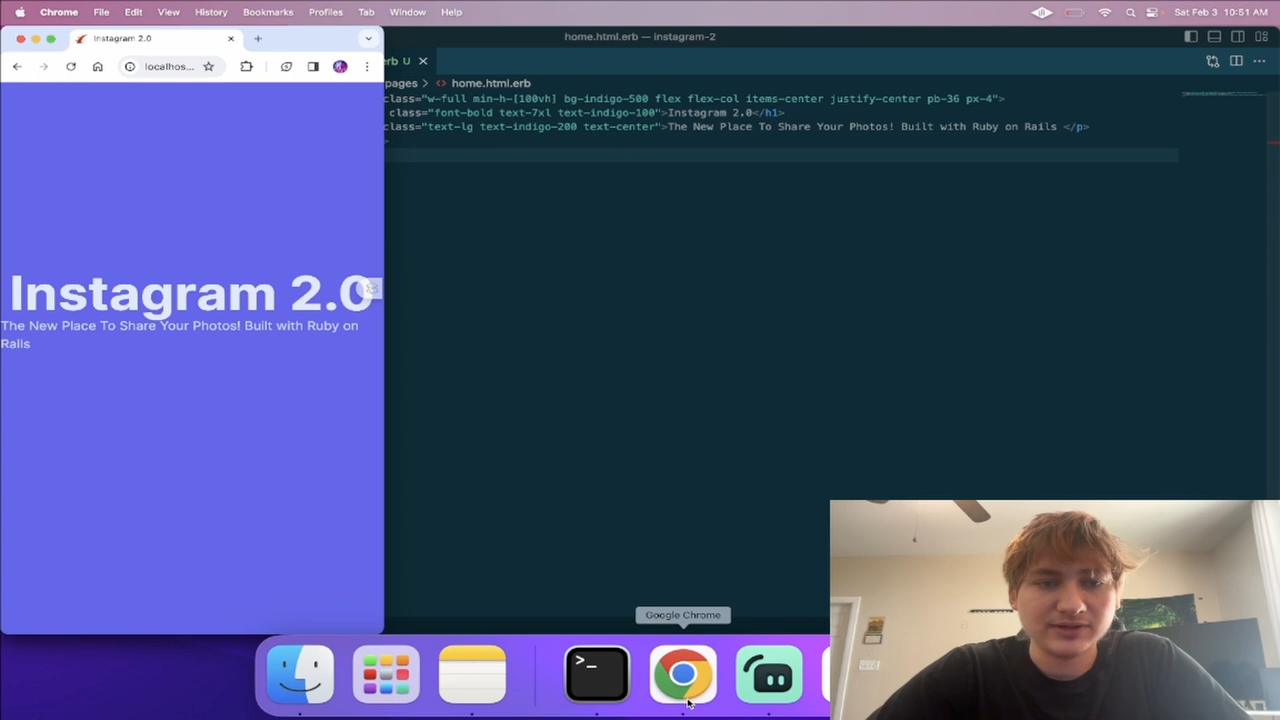 Chrome File Edit View History Bookmarks Profiles Tab Window Help
Sat Feb 3 10:51 AM
Instagram 2.0
home.html.erb — instagram-2
localhos...
erb U
pages > home.html.erb
class="w-full min-h-[100vh] bg-indigo-500 flex flex-col items-center justify-center pb-36 px-4">
class="font-bold text-7xl text-indigo-100">Instagram 2.0</h1>
class="text-lg text-indigo-200 text-center">The New Place To Share Your Photos! Built with Ruby on Rails </p>
>
Instagram 2.0
The New Place To Share Your Photos! Built with Ruby on
Rails
Google Chrome
>_